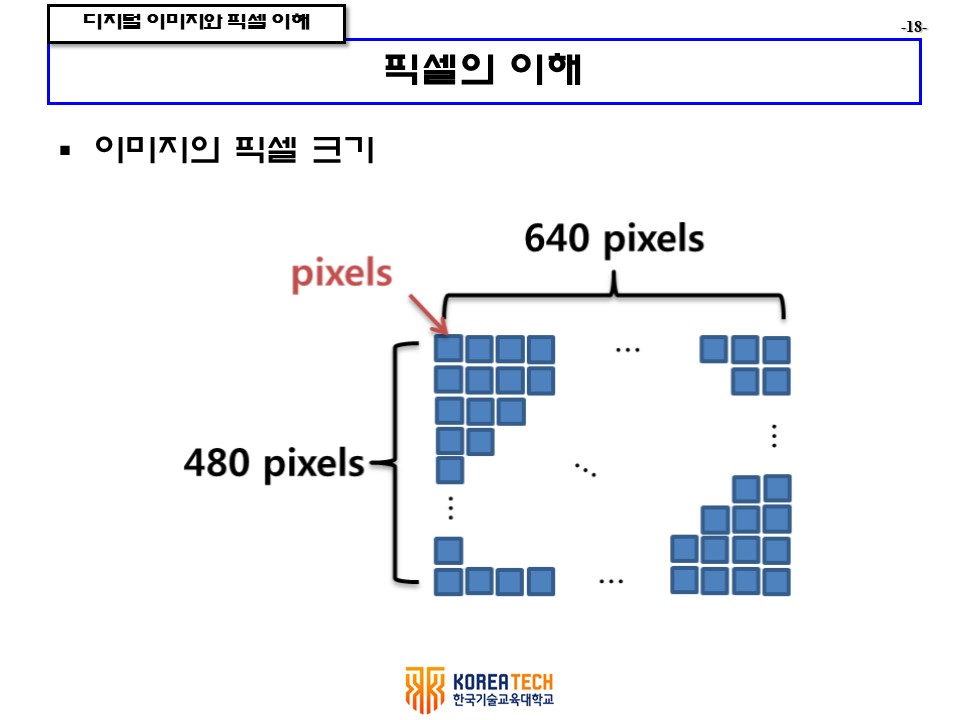 디지털 이미지와 픽셀 이해
-18-
픽셀의 이해
▪ 이미지의 픽셀 크기
640 pixels
pixels
...
480 pixels
...
...
...
...
KOREATECH
한국기술교육대학교